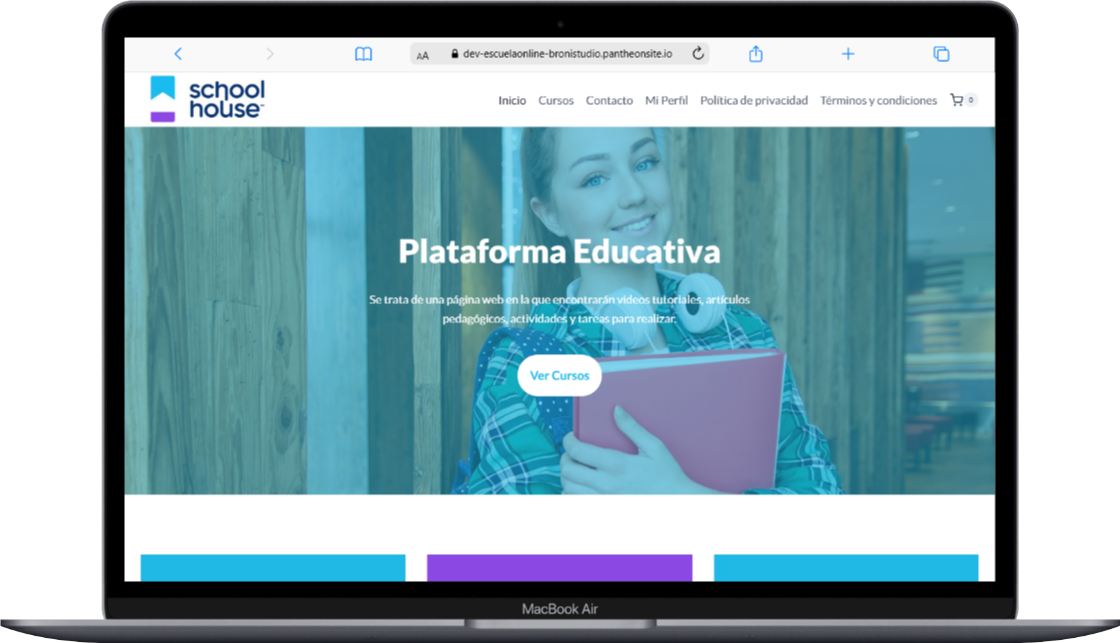 AA dev-escuelaonline-bronistudio.pantheonsite.io
school
house™
Inicio Cursos Contacto Mi Perfil Política de privacidad Términos y condiciones 0
Plataforma Educativa
Se trata de una página web en la que encontrarán videos tutoriales, artículos
pedagógicos, actividades y tareas para realizar.
Ver Cursos
MacBook Air